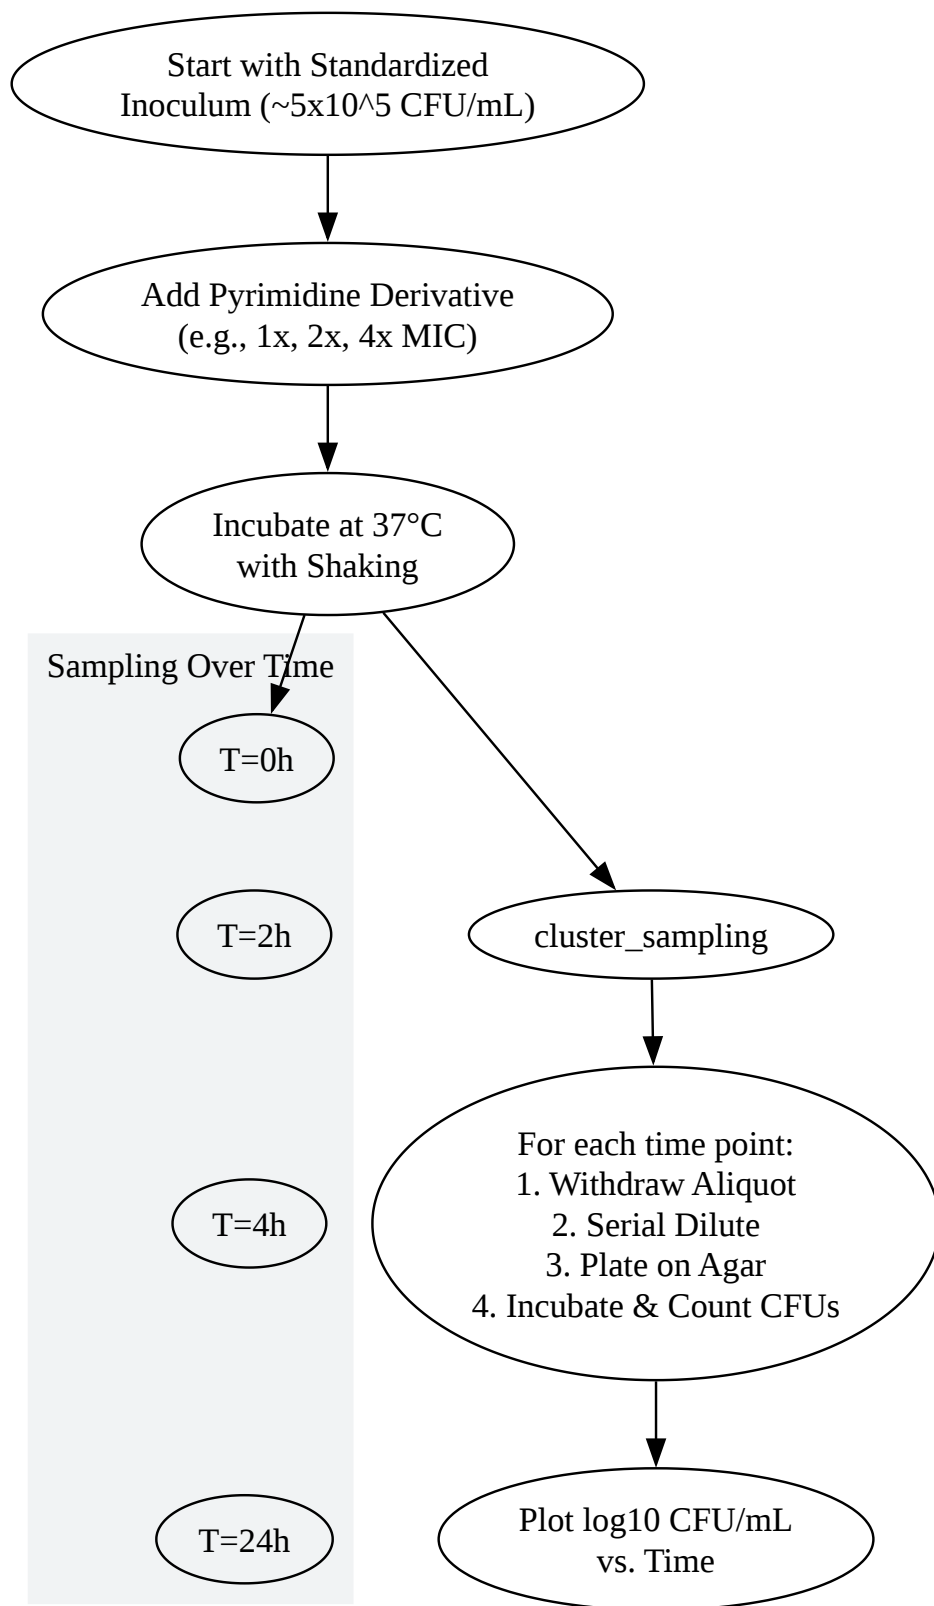 Start with Standardized
Inoculum (~5x10^5 CFU/mL)
Add Pyrimidine Derivative
(e.g., 1x, 2x, 4x MIC)
Incubate at 37°C
with Shaking
Sampling Over Time
T=0h
T=2h
cluster_sampling
For each time point:
1. Withdraw Aliquot
2. Serial Dilute
3. Plate on Agar
4. Incubate & Count CFUs
T=4h
T=24h
Plot log10 CFU/mL
vs. Time